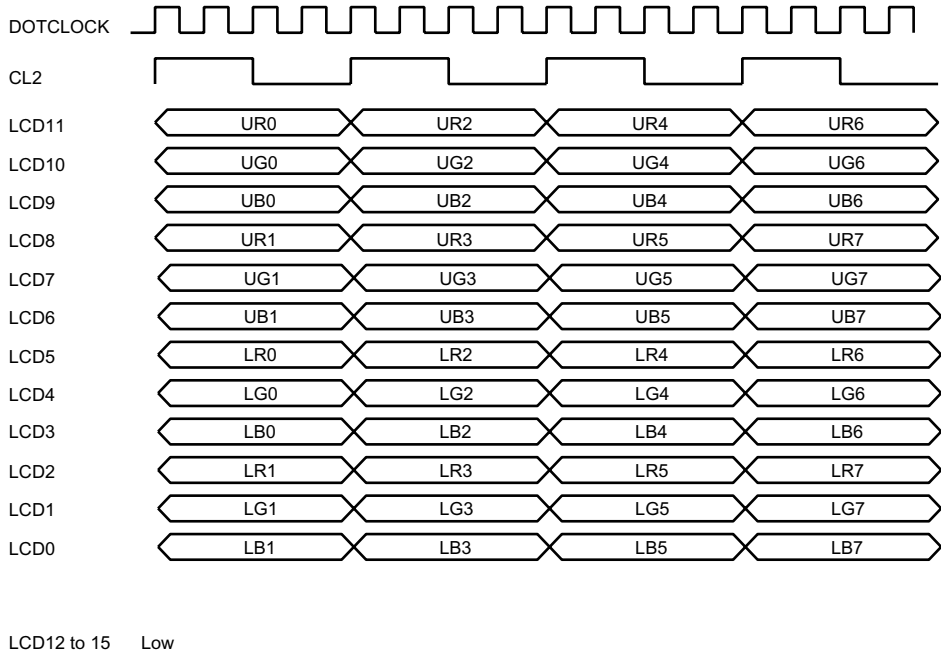 DOTCLOCK
CL2
LCD11 UR0 UR2 UR4 UR6
LCD10 UG0 UG2 UG4 UG6
LCD9 UB0 UB2 UB4 UB6
LCD8 UR1 UR3 UR5 UR7
LCD7 UG1 UG3 UG5 UG7
LCD6 UB1 UB3 UB5 UB7
LCD5 LR0 LR2 LR4 LR6
LCD4 LG0 LG2 LG4 LG6
LCD3 LB0 LB2 LB4 LB6
LCD2 LR1 LR3 LR5 LR7
LCD1 LG1 LG3 LG5 LG7
LCD0 LB1 LB3 LB5 LB7
LCD12 to 15 Low